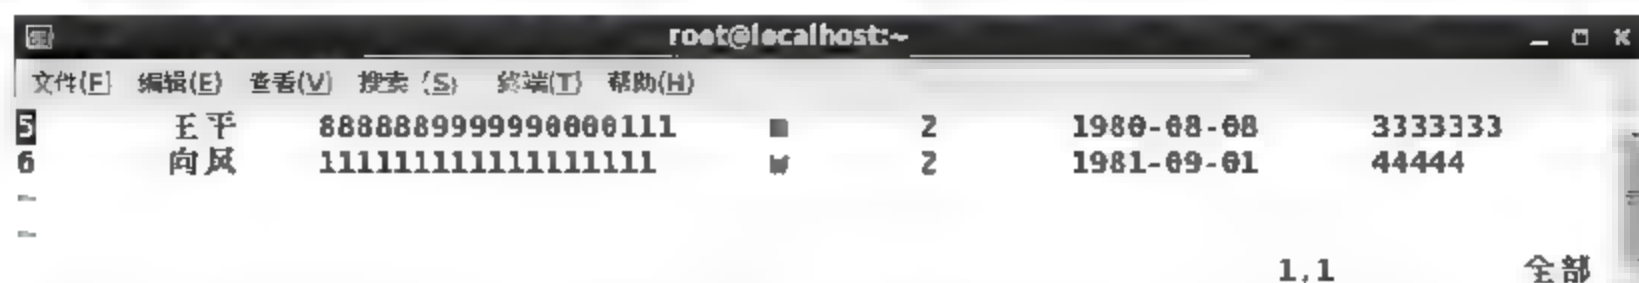 root@localhost:~
文件(F) 编辑(E) 查看(V) 搜索 (S) 终端(T) 帮助(H)
5 王平 8888889999990000111 m 2 1980-08-08 3333333
6 向风 111111111111111111 w 2 1981-09-01 44444
~
~
1,1 全部